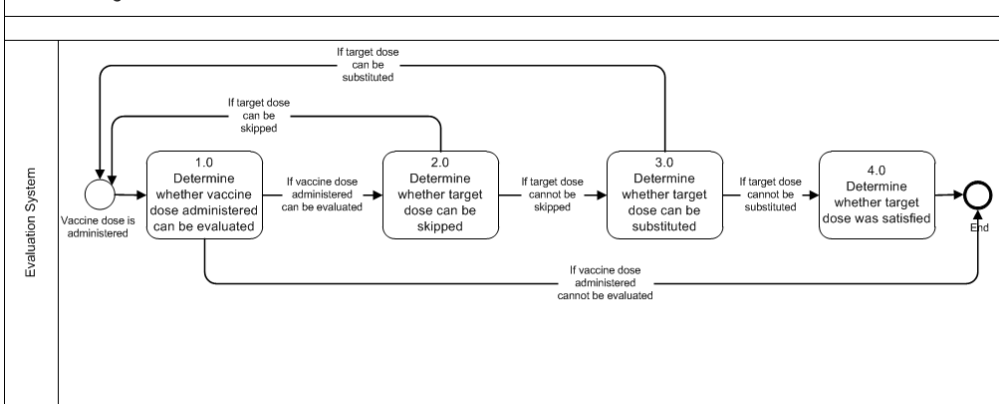 If target dose
can be
substituted
If target dose
can be
skipped
1.0
Determine
whether vaccine
dose administered
can be evaluated
2.0
Determine
whether target
dose can be
skipped
3.0
Determine
whether target
dose can be
substituted
4.0
Determine
whether target
dose was satisfied
If vaccine dose
administered
can be evaluated
If target dose
cannot be
skipped
If target dose
cannot be
substituted
Vaccine dose is
administered
End
If vaccine dose
administered
cannot be evaluated
Evaluation System